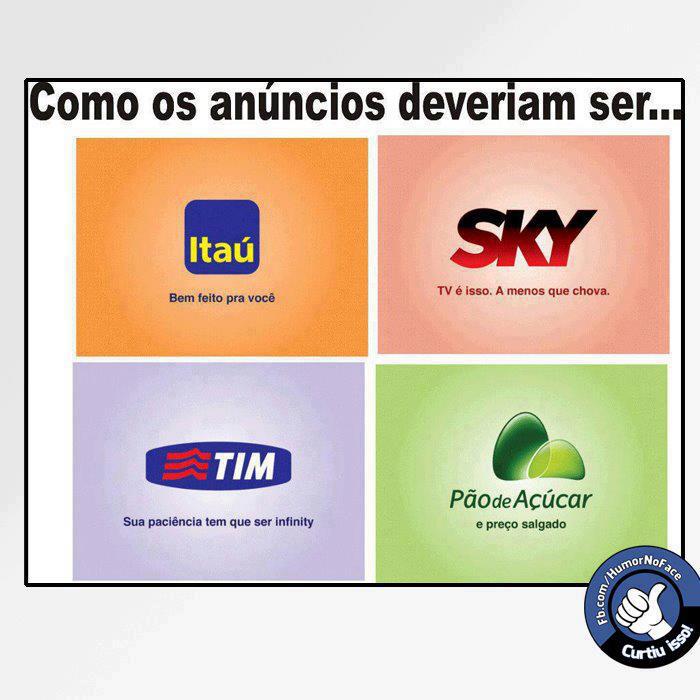 Como os anúncios deveriam ser...
Itaú
Bem feito pra você
SKY
TV é isso. A menos que chova.
TIM
Sua paciência tem que ser infinity
Pão de Açúcar
e preço salgado
Fb.com/HumorNoFace
Curtiu isso!